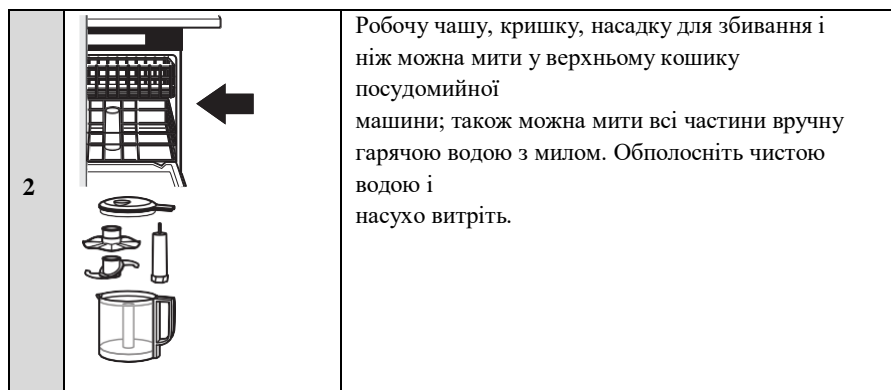 Робочу чашу, кришку, насадку для збивання і
ніж можна мити у верхньому кошику
посудомийної
машини; також можна мити всі частини вручну
гарячою водою з милом. Обполосніть чистою
водою і
2
насухо витріть.